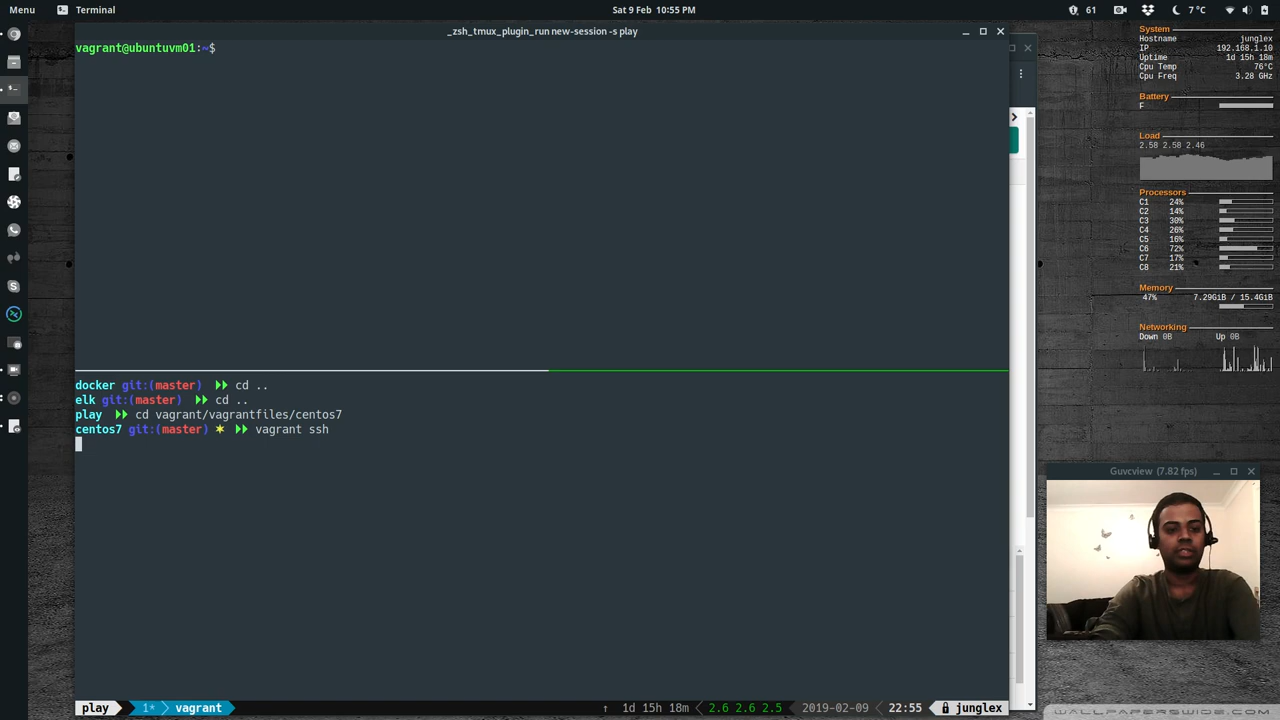 Menu Terminal Sat 9 Feb 10:55 PM 61 7 °C
_zsh_tmux_plugin_run new-session -s play
vagrant@ubuntuvm01:~$
docker git:(master) cd ..
elk git:(master) cd ..
play cd vagrant/vagrantfiles/centos7
centos7 git:(master) vagrant ssh
play 1* vagrant ↑ 1d 15h 18m 2.6 2.6 2.5 2019-02-09 22:55 junglex
System
Hostname junglex
IP 192.168.1.10
Uptime 1d 15h 18m
Cpu Temp 76°C
Cpu Freq 3.28 GHz
Battery
F
Load
2.58 2.58 2.46
Processors
C1 24%
C2 14%
C3 30%
C4 26%
C5 16%
C6 72%
C7 17%
C8 21%
Memory
47% 7.29GiB / 15.4GiB
Networking
Down 0B Up 0B
Guvcview (7.82 fps)
WALLPAPERSWIDE.COM